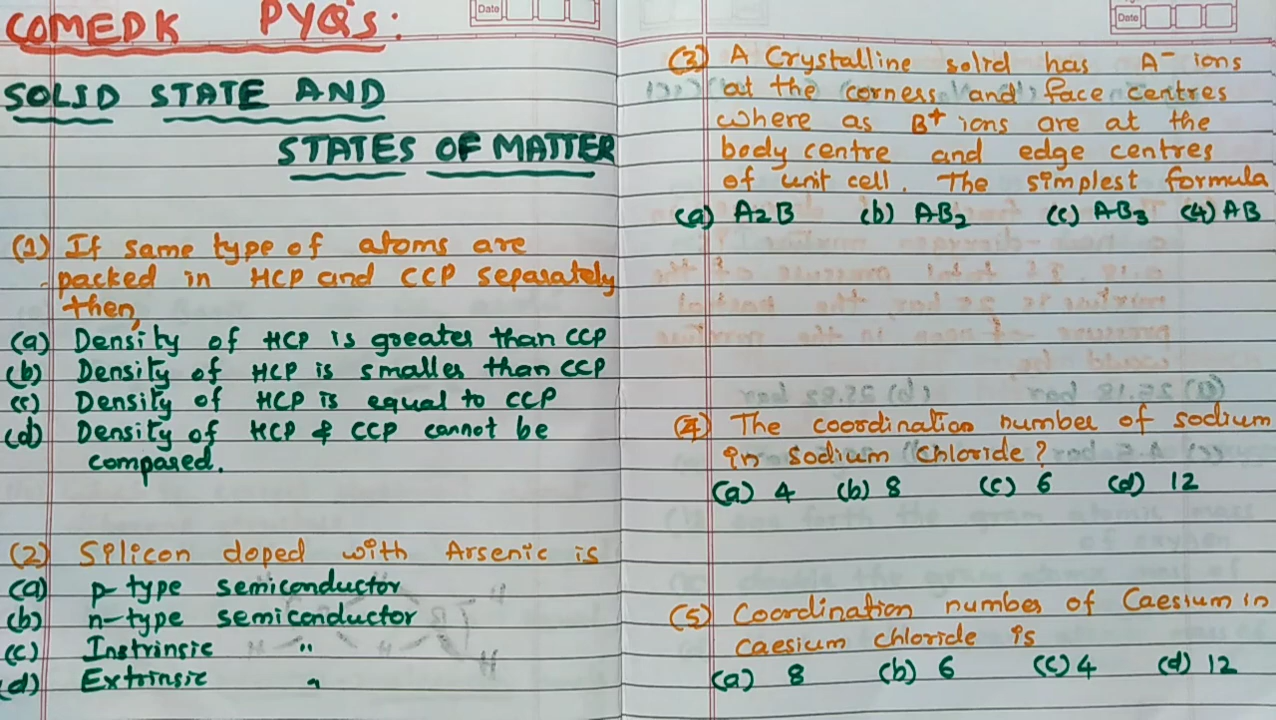 COMEDK PYQ's:
SOLID STATE AND
STATES OF MATTER
(1) If same type of atoms are
packed in HCP and CCP separately
then,
(a) Density of HCP is greater than CCP
(b) Density of HCP is smaller than CCP
(c) Density of HCP is equal to CCP
(d) Density of HCP & CCP cannot be
compared.
(2) Silicon doped with Arsenic is
(a) p-type semiconductor
(b) n-type semiconductor
(c) Instrinsic "
(d) Extrinsic "
Date
Date
(3) A Crystalline solid has A⁻ ions
at the corners and face centres
where as B⁺ ions are at the
body centre and edge centres
of unit cell. The simplest formula
(a) A2B (b) AB2 (c) AB3 (4) AB
(4) The coordination number of sodium
in sodium chloride?
(a) 4 (b) 8 (c) 6 (d) 12
(5) Coordination number of Caesium in
caesium chloride is
(a) 8 (b) 6 (c) 4 (d) 12